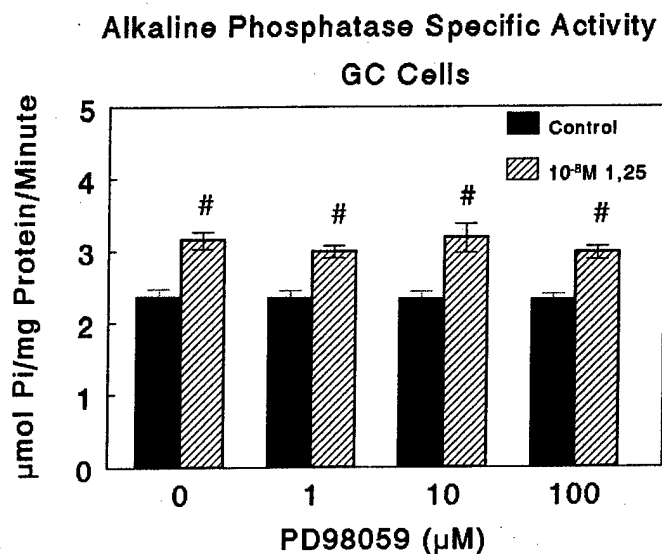 Alkaline Phosphatase Specific Activity
GC Cells
µmol Pi/mg Protein/Minute
5
4
3
2
1
0
Control
10⁻⁸M 1,25
# # # #
0 1 10 100
PD98059 (µM)